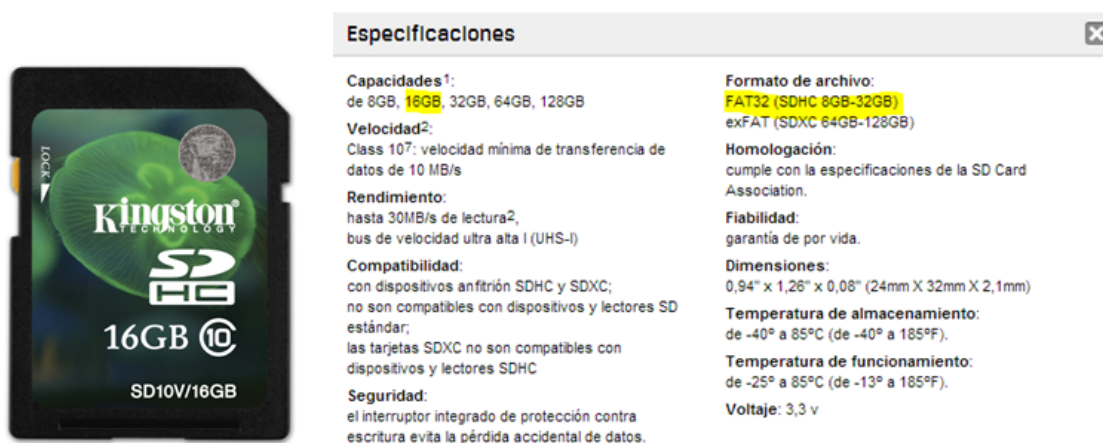 LOCK
Kingston®
TECHNOLOGY
SD
HC
16GB 10
SD10V/16GB
Especificaciones
Capacidades1:
de 8GB, 16GB, 32GB, 64GB, 128GB
Velocidad2:
Class 107: velocidad mínima de transferencia de
datos de 10 MB/s
Rendimiento:
hasta 30MB/s de lectura2,
bus de velocidad ultra alta I (UHS-I)
Compatibilidad:
con dispositivos anfitrión SDHC y SDXC;
no son compatibles con dispositivos y lectores SD
estándar;
las tarjetas SDXC no son compatibles con
dispositivos y lectores SDHC
Seguridad:
el interruptor integrado de protección contra
escritura evita la pérdida accidental de datos.
Formato de archivo:
FAT32 (SDHC 8GB-32GB)
exFAT (SDXC 64GB-128GB)
Homologación:
cumple con la especificaciones de la SD Card
Association.
Fiabilidad:
garantía de por vida.
Dimensiones:
0,94" x 1,26" x 0,08" (24mm X 32mm X 2,1mm)
Temperatura de almacenamiento:
de -40º a 85ºC (de -40º a 185ºF).
Temperatura de funcionamiento:
de -25º a 85ºC (de -13º a 185ºF).
Voltaje: 3,3 v